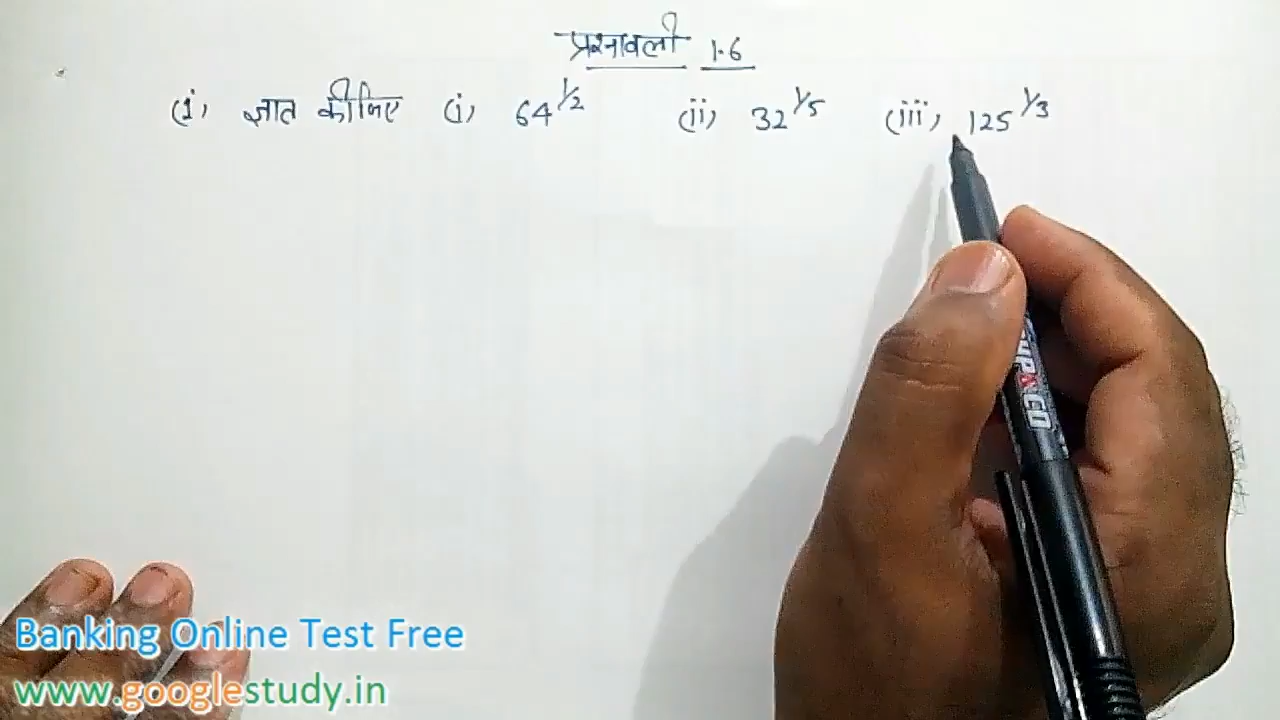 प्रश्नावली 1.6
(1) ज्ञात कीजिए (i) 64^1/2 (ii) 32^1/5 (iii) 125^1/3
Banking Online Test Free
www.googlestudy.in